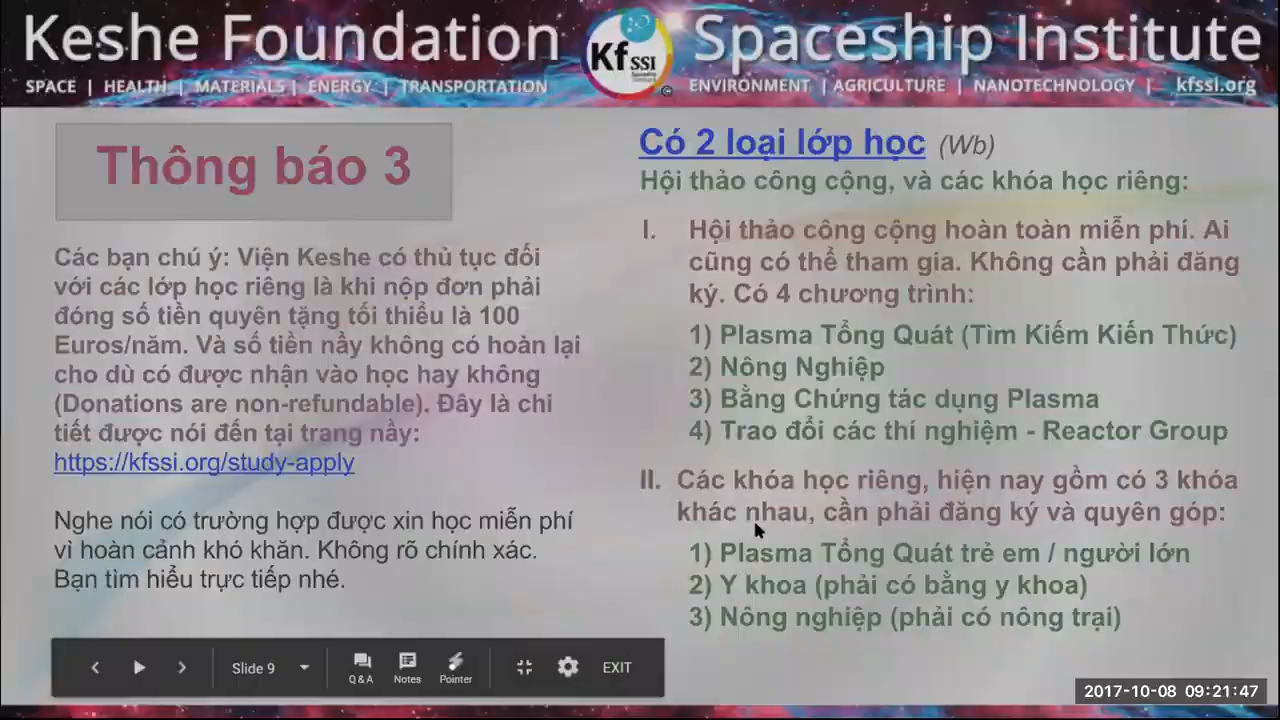 Keshe Foundation Kf SSI Spaceship Institute
SPACE | HEALTH | MATERIALS | ENERGY | TRANSPORTATION ENVIRONMENT | AGRICULTURE | NANOTECHNOLOGY | kfssi.org
Thông báo 3
Các bạn chú ý: Viện Keshe có thủ tục đối
với các lớp học riêng là khi nộp đơn phải
đóng số tiền quyên tặng tối thiểu là 100
Euros/năm. Và số tiền nầy không có hoàn lại
cho dù có được nhận vào học hay không
(Donations are non-refundable). Đây là chi
tiết được nói đến tại trang nầy:
https://kfssi.org/study-apply
Nghe nói có trường hợp được xin học miễn phí
vì hoàn cảnh khó khăn. Không rõ chính xác.
Bạn tìm hiểu trực tiếp nhé.
Có 2 loại lớp học (Wb)
Hội thảo công cộng, và các khóa học riêng:
I. Hội thảo công cộng hoàn toàn miễn phí. Ai
cũng có thể tham gia. Không cần phải đăng
ký. Có 4 chương trình:
1) Plasma Tổng Quát (Tìm Kiếm Kiến Thức)
2) Nông Nghiệp
3) Bằng Chứng tác dụng Plasma
4) Trao đổi các thí nghiệm - Reactor Group
II. Các khóa học riêng, hiện nay gồm có 3 khóa
khác nhau, cần phải đăng ký và quyên góp:
1) Plasma Tổng Quát trẻ em / người lớn
2) Y khoa (phải có bằng y khoa)
3) Nông nghiệp (phải có nông trại)
Slide 9 Q & A Notes Pointer EXIT
2017-10-08 09:21:47